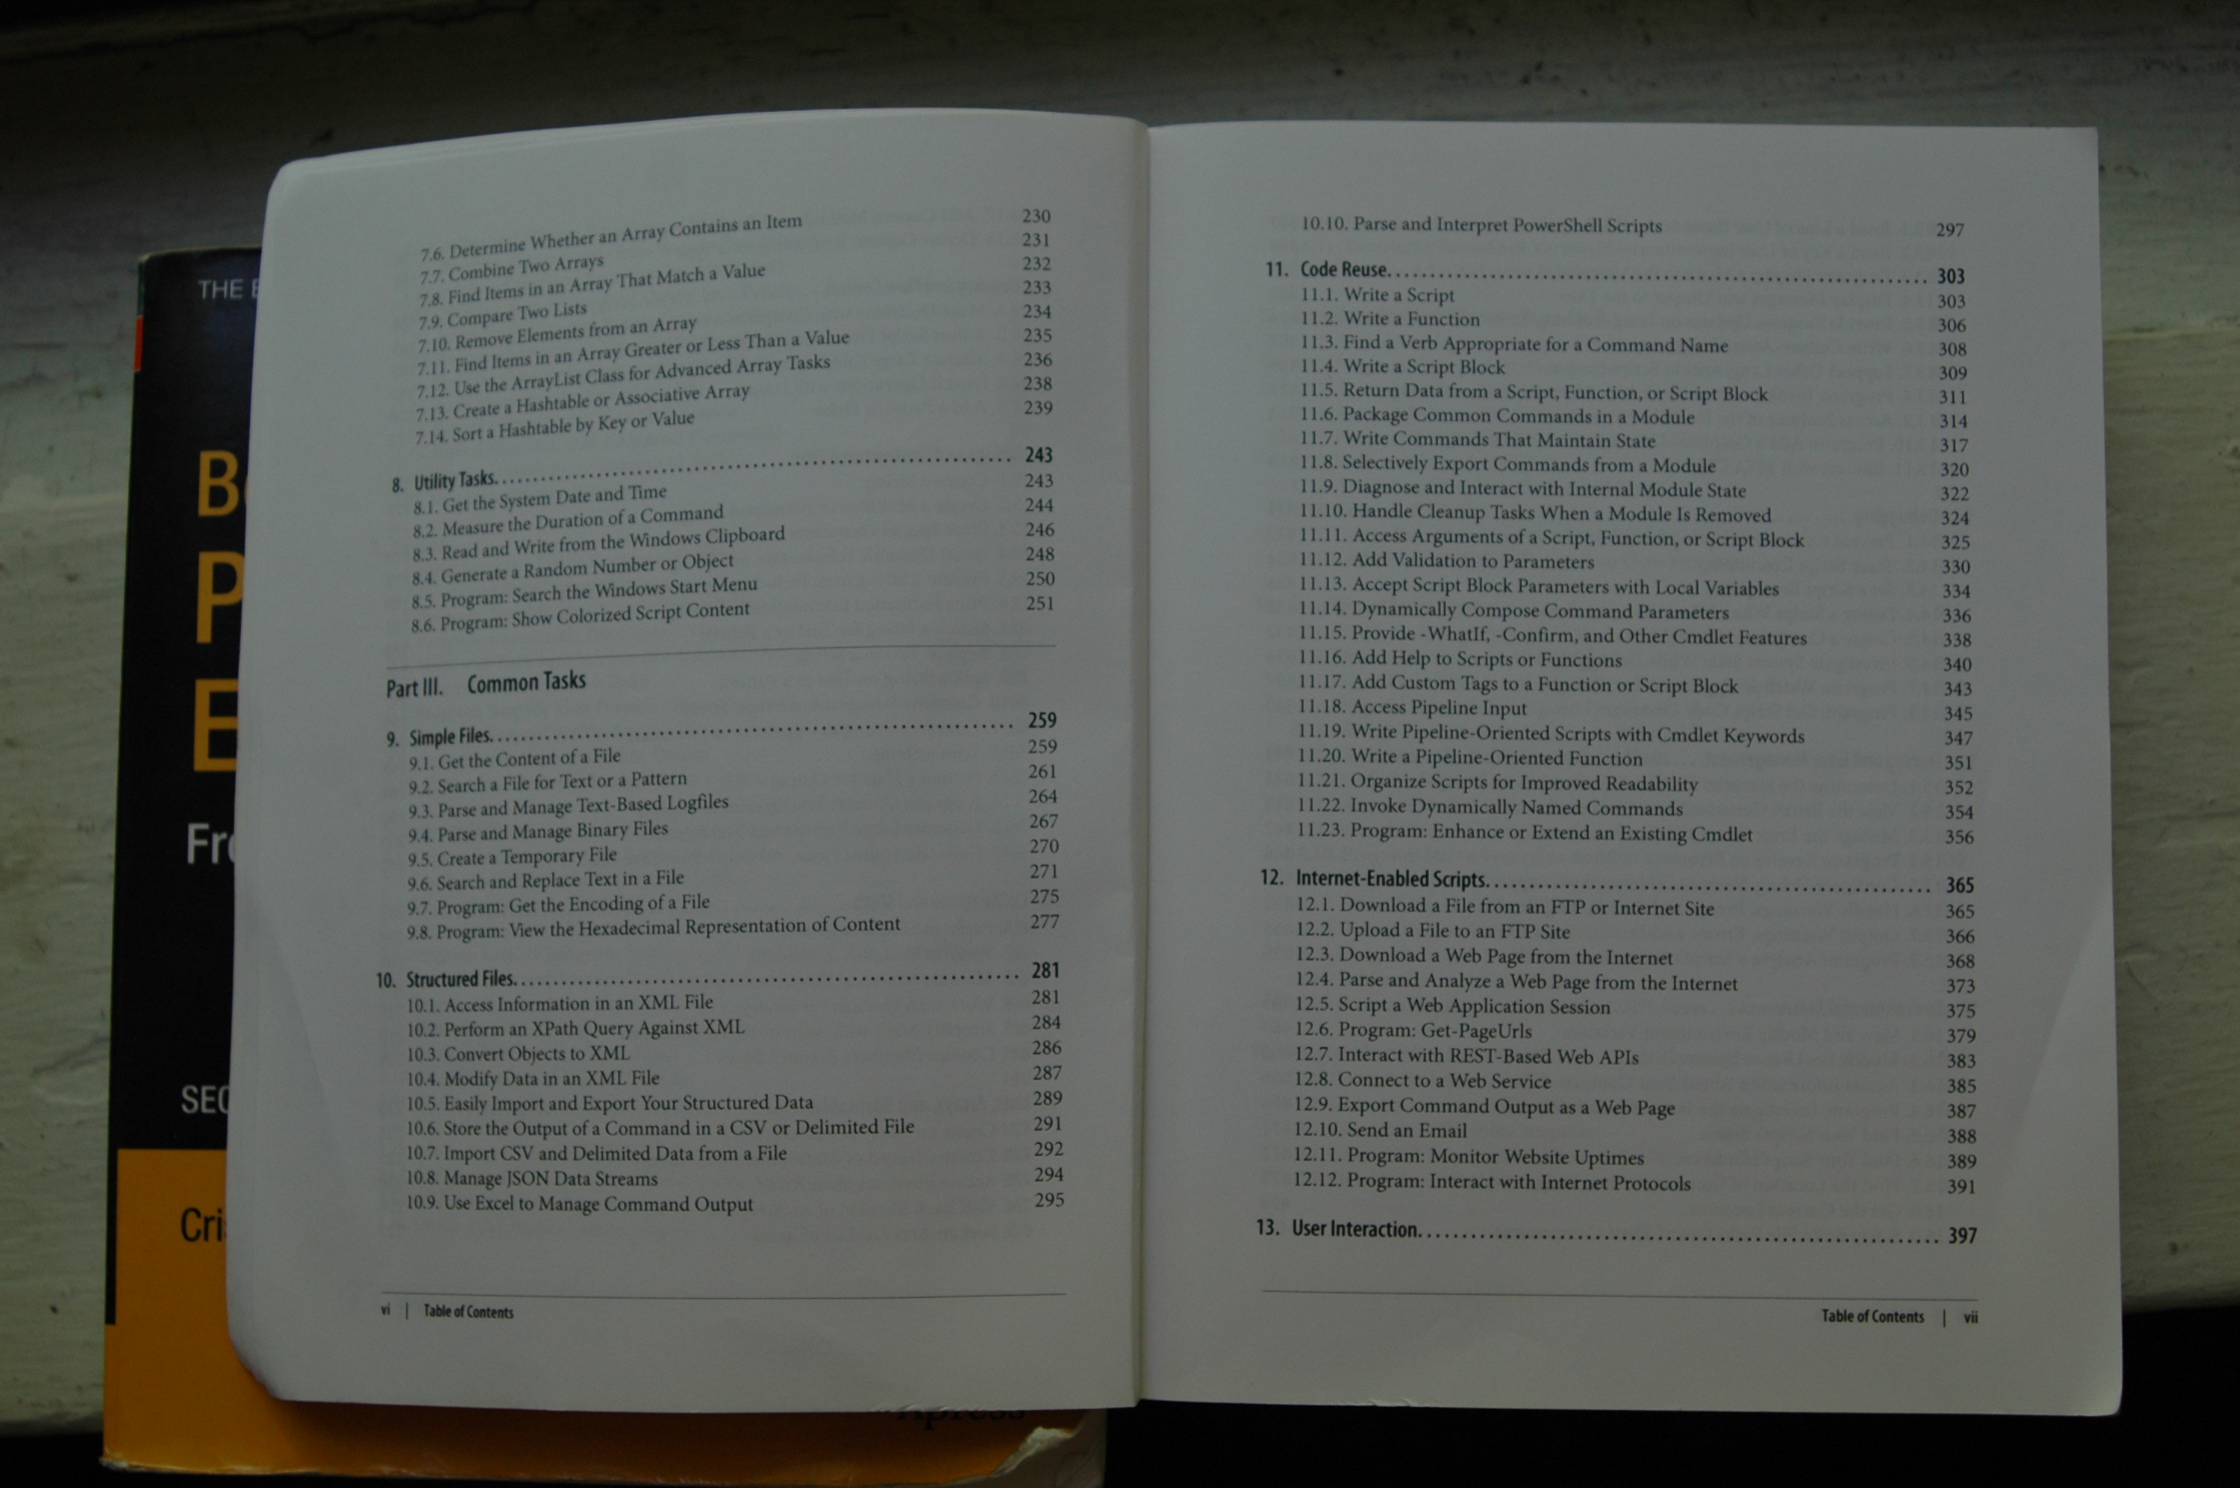 7.6. Determine Whether an Array Contains an Item 230
7.7. Combine Two Arrays 231
7.8. Find Items in an Array That Match a Value 232
7.9. Compare Two Lists 233
7.10. Remove Elements from an Array 234
7.11. Find Items in an Array Greater or Less Than a Value 235
7.12. Use the ArrayList Class for Advanced Array Tasks 236
7.13. Create a Hashtable or Associative Array 238
7.14. Sort a Hashtable by Key or Value 239
8. Utility Tasks. 243
8.1. Get the System Date and Time 243
8.2. Measure the Duration of a Command 244
8.3. Read and Write from the Windows Clipboard 246
8.4. Generate a Random Number or Object 248
8.5. Program: Search the Windows Start Menu 250
8.6. Program: Show Colorized Script Content 251
Part III. Common Tasks
9. Simple Files. 259
9.1. Get the Content of a File 259
9.2. Search a File for Text or a Pattern 261
9.3. Parse and Manage Text-Based Logfiles 264
9.4. Parse and Manage Binary Files 267
9.5. Create a Temporary File 270
9.6. Search and Replace Text in a File 271
9.7. Program: Get the Encoding of a File 275
9.8. Program: View the Hexadecimal Representation of Content 277
10. Structured Files. 281
10.1. Access Information in an XML File 281
10.2. Perform an XPath Query Against XML 284
10.3. Convert Objects to XML 286
10.4. Modify Data in an XML File 287
10.5. Easily Import and Export Your Structured Data 289
10.6. Store the Output of a Command in a CSV or Delimited File 291
10.7. Import CSV and Delimited Data from a File 292
10.8. Manage JSON Data Streams 294
10.9. Use Excel to Manage Command Output 295
vi | Table of Contents
10.10. Parse and Interpret PowerShell Scripts 297
11. Code Reuse. 303
11.1. Write a Script 303
11.2. Write a Function 306
11.3. Find a Verb Appropriate for a Command Name 308
11.4. Write a Script Block 309
11.5. Return Data from a Script, Function, or Script Block 311
11.6. Package Common Commands in a Module 314
11.7. Write Commands That Maintain State 317
11.8. Selectively Export Commands from a Module 320
11.9. Diagnose and Interact with Internal Module State 322
11.10. Handle Cleanup Tasks When a Module Is Removed 324
11.11. Access Arguments of a Script, Function, or Script Block 325
11.12. Add Validation to Parameters 330
11.13. Accept Script Block Parameters with Local Variables 334
11.14. Dynamically Compose Command Parameters 336
11.15. Provide -WhatIf, -Confirm, and Other Cmdlet Features 338
11.16. Add Help to Scripts or Functions 340
11.17. Add Custom Tags to a Function or Script Block 343
11.18. Access Pipeline Input 345
11.19. Write Pipeline-Oriented Scripts with Cmdlet Keywords 347
11.20. Write a Pipeline-Oriented Function 351
11.21. Organize Scripts for Improved Readability 352
11.22. Invoke Dynamically Named Commands 354
11.23. Program: Enhance or Extend an Existing Cmdlet 356
12. Internet-Enabled Scripts. 365
12.1. Download a File from an FTP or Internet Site 365
12.2. Upload a File to an FTP Site 366
12.3. Download a Web Page from the Internet 368
12.4. Parse and Analyze a Web Page from the Internet 373
12.5. Script a Web Application Session 375
12.6. Program: Get-PageUrls 379
12.7. Interact with REST-Based Web APIs 383
12.8. Connect to a Web Service 385
12.9. Export Command Output as a Web Page 387
12.10. Send an Email 388
12.11. Program: Monitor Website Uptimes 389
12.12. Program: Interact with Internet Protocols 391
13. User Interaction. 397
Table of Contents | vii
THE